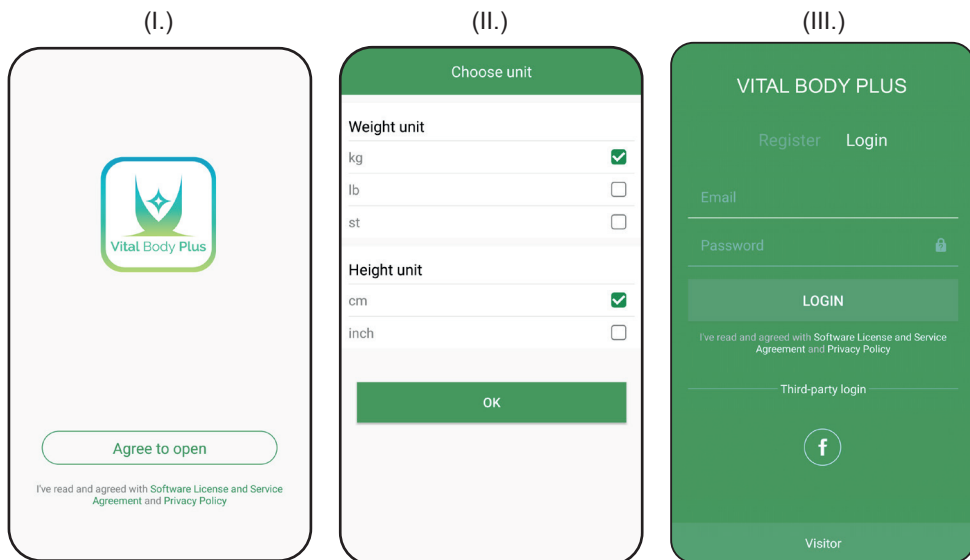 (I.)
Vital Body Plus
Agree to open
I've read and agreed with Software License and Service
Agreement and Privacy Policy
(II.)
Choose unit
Weight unit
kg
lb
st
Height unit
cm
inch
OK
(III.)
VITAL BODY PLUS
Register Login
Email
Password
LOGIN
I've read and agreed with Software License and Service
Agreement and Privacy Policy
Third-party login
f
Visitor